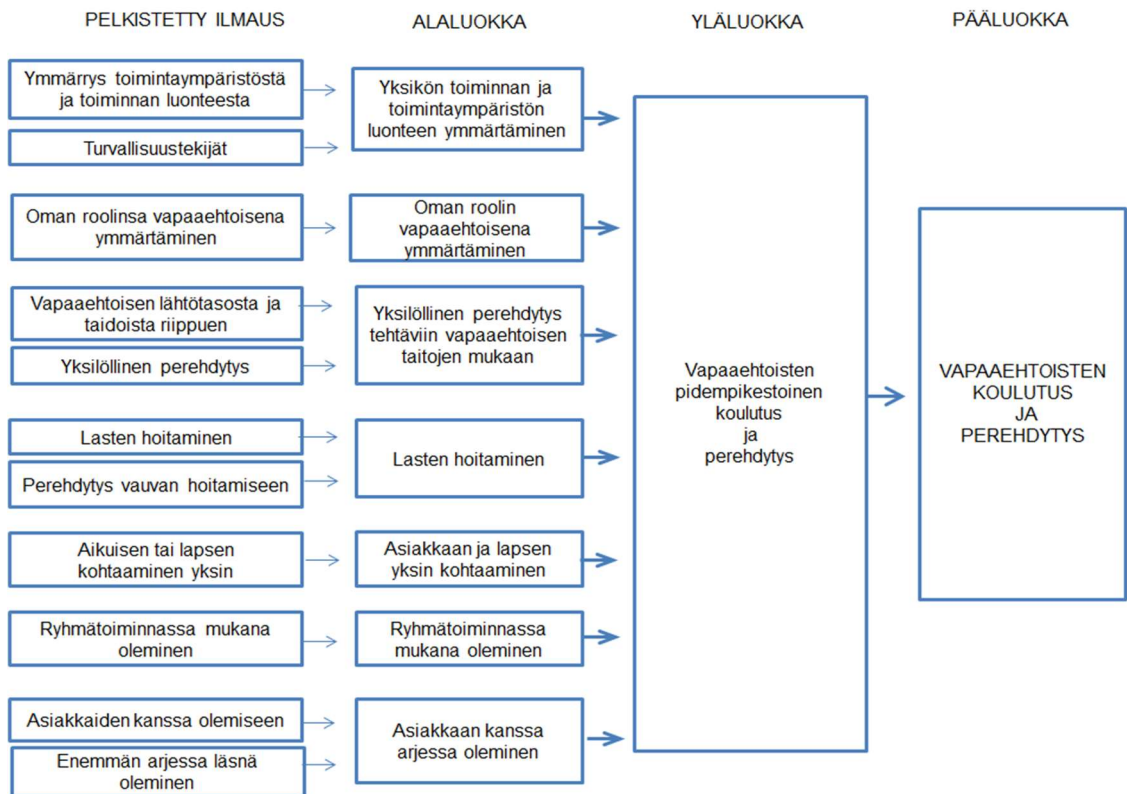 PELKISTETTY ILMAUS
ALALUOKKA
YLÄLUOKKA
PÄÄLUOKKA
Ymmärrys toimintaympäristöstä
ja toiminnan luonteesta
Turvallisuustekijät
Yksikön toiminnan ja
toimintaympäristön
luonteen ymmärtäminen
Oman roolinsa vapaaehtoisena
ymmärtäminen
Oman roolin
vapaaehtoisena
ymmärtäminen
Vapaaehtoisen lähtötasosta ja
taidoista riippuen
Yksilöllinen perehdytys
Yksilöllinen perehdytys
tehtäviin vapaaehtoisen
taitojen mukaan
Lasten hoitaminen
Perehdytys vauvan hoitamiseen
Lasten hoitaminen
Aikuisen tai lapsen
kohtaaminen yksin
Asiakkaan ja lapsen
yksin kohtaaminen
Ryhmätoiminnassa mukana
oleminen
Ryhmätoiminnassa
mukana oleminen
Asiakkaiden kanssa olemiseen
Enemmän arjessa läsnä
oleminen
Asiakkaan kanssa
arjessa oleminen
Vapaaehtoisten
pidempikestoinen
koulutus
ja
perehdytys
VAPAAEHTOISTEN
KOULUTUS
JA
PEREHDYTYS